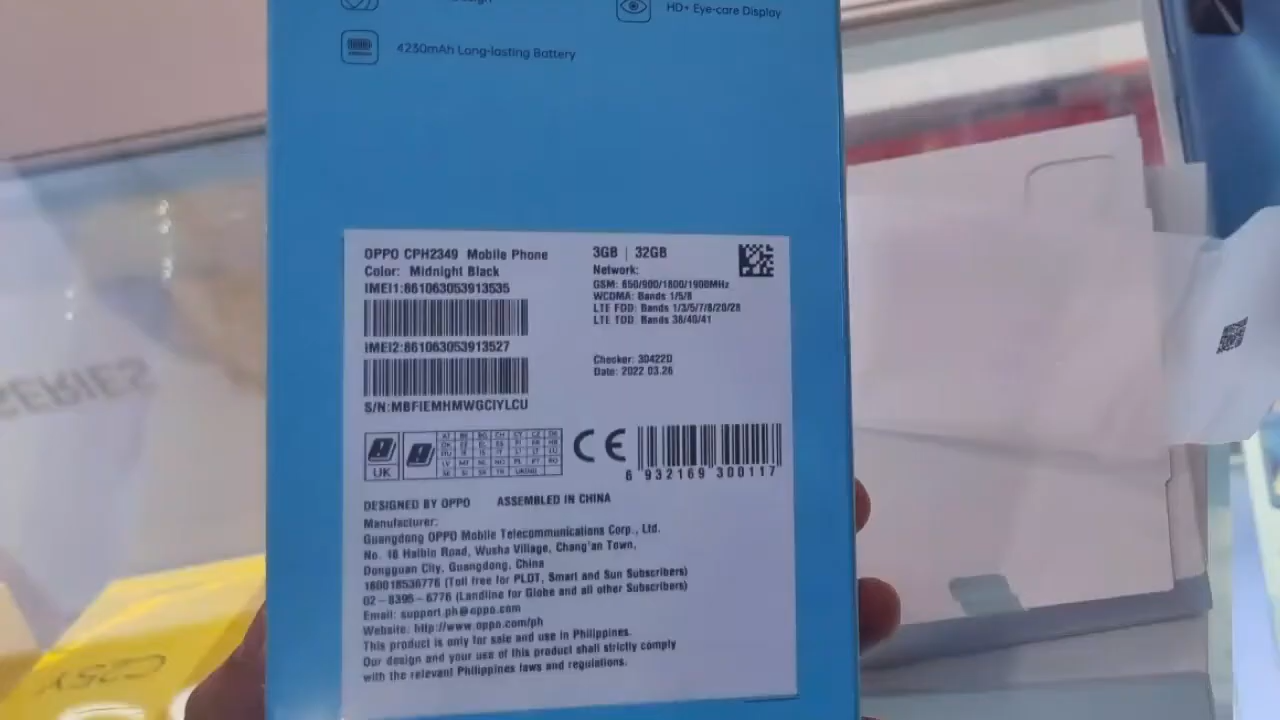 HD+ Eye-care Display
4230mAh Long-lasting Battery
OPPO CPH2349 Mobile Phone
Color: Midnight Black
IMEI1:861063053913535
IMEI2:861063053913527
S/N:MBFIEMHMWGCIYLCU
3GB | 32GB
Network:
GSM: 850/900/1800/1900MHz
WCDMA: Bands 1/5/8
LTE FDD: Bands 1/3/5/7/8/20/28
LTE TDD: Bands 38/40/41
Checker: 30422D
Date: 2022.03.26
UK
CE
6 932169 300117
DESIGNED BY OPPO ASSEMBLED IN CHINA
Manufacturer:
Guangdong OPPO Mobile Telecommunications Corp., Ltd.
No. 18 Haibin Road, Wusha Village, Chang'an Town,
Dongguan City, Guangdong, China
180018536776 (Toll free for PLDT, Smart and Sun Subscribers)
02-8395-6776 (Landline for Globe and all other Subscribers)
Email: support.ph@oppo.com
Website: http://www.oppo.com/ph
This product is only for sale and use in Philippines.
Our design and your use of this product shall strictly comply
with the relevant Philippines laws and regulations.
SERIES
C25Y